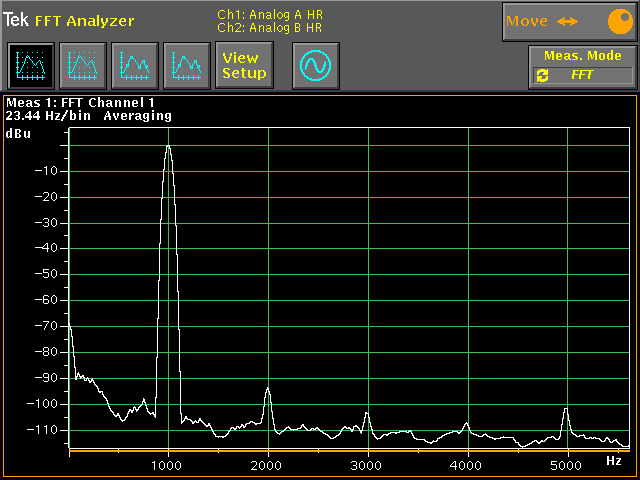 Tek FFT Analyzer
Ch1: Analog A HR
Ch2: Analog B HR
Move
View
Setup
Meas. Mode
FFT
Meas 1: FFT Channel 1
23.44 Hz/bin Averaging
dBu
-10
-20
-30
-40
-50
-60
-70
-80
-90
-100
-110
1000
2000
3000
4000
5000
Hz